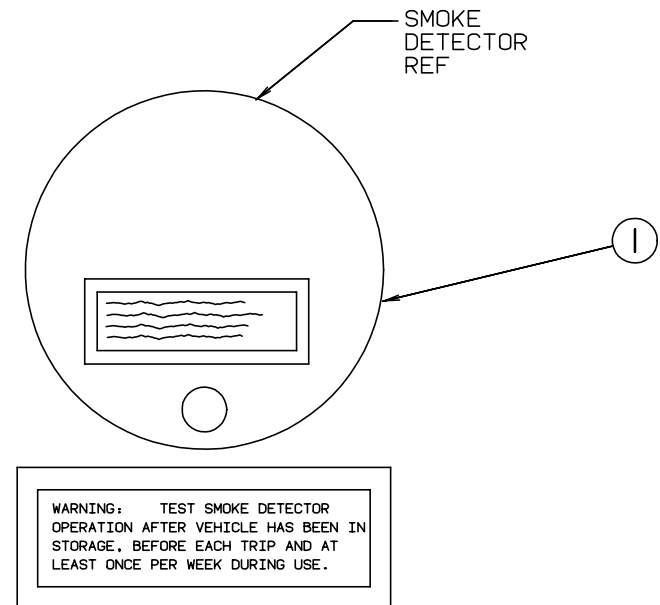 SMOKE
DETECTOR
REF
1
WARNING: TEST SMOKE DETECTOR
OPERATION AFTER VEHICLE HAS BEEN IN
STORAGE, BEFORE EACH TRIP AND AT
LEAST ONCE PER WEEK DURING USE.